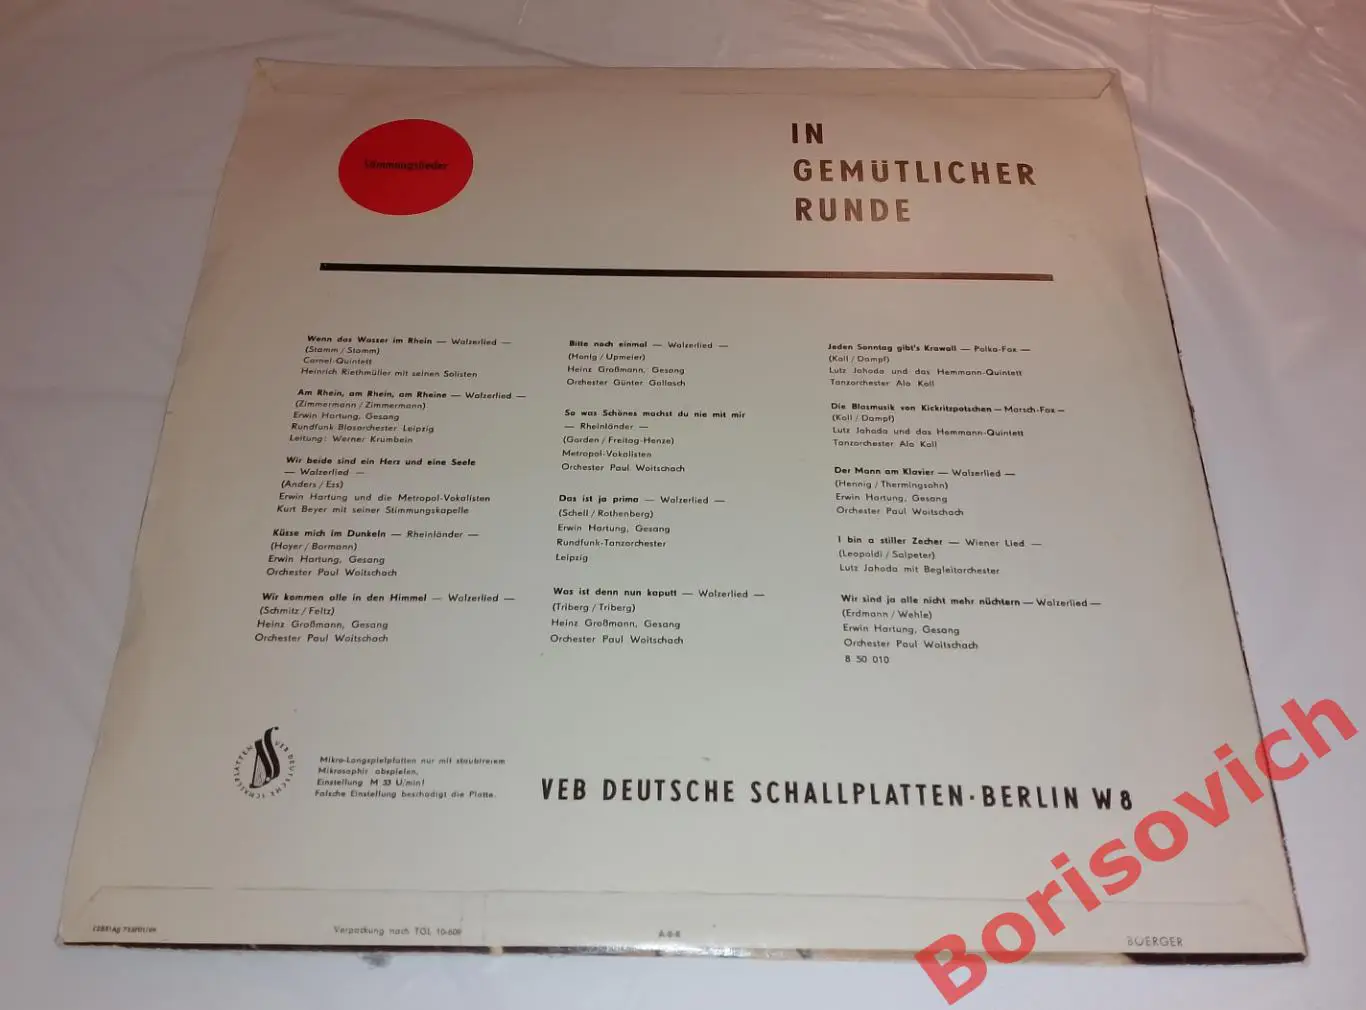 Stimmungslieder
IN
GEMÜTLICHER
RUNDE
Wenn das Wasser im Rhein — Walzerlied —
(Stamm / Stamm)
Cornel-Quintett
Heinrich Riethmüller mit seinen Solisten
Am Rhein, am Rhein, am Rheine — Walzerlied —
(Zimmermann / Zimmermann)
Erwin Hartung, Gesang
Rundfunk Blasorchester Leipzig
Leitung: Werner Krumbein
Wir beide sind ein Herz und eine Seele
— Walzerlied —
(Anders / Ess)
Erwin Hartung und die Metropol-Vokalisten
Kurt Beyer mit seiner Stimmungskapelle
Küsse mich im Dunkeln — Rheinländer —
(Hoyer / Bormann)
Erwin Hartung, Gesang
Orchester Paul Woitschach
Wir kommen alle in den Himmel — Walzerlied —
(Schmitz / Feltz)
Heinz Großmann, Gesang
Orchester Paul Woitschach
Bitte noch einmal — Walzerlied —
(Honig / Upmeier)
Heinz Großmann, Gesang
Orchester Günter Gollasch
So was Schönes machst du nie mit mir
— Rheinländer —
(Garden / Freitag-Henze)
Metropol-Vokalisten
Orchester Paul Woitschach
Das ist ja prima — Walzerlied —
(Schell / Rothenberg)
Erwin Hartung, Gesang
Rundfunk-Tanzorchester
Leipzig
Was ist denn nun kaputt — Walzerlied —
(Triberg / Triberg)
Heinz Großmann, Gesang
Orchester Paul Woitschach
Jeden Sonntag gibt's Krawall — Polka-Fox —
(Koll / Dampf)
Lutz Jahoda und das Hemmann-Quintett
Tanzorchester Alo Koll
Die Blasmusik von Kickritzpotschen — Marsch-Fox —
(Koll / Dampf)
Lutz Jahoda und das Hemmann-Quintett
Tanzorchester Alo Koll
Der Mann am Klavier — Walzerlied —
(Hennig / Thermingsohn)
Erwin Hartung, Gesang
Orchester Paul Woitschach
I bin a stiller Zecher — Wiener Lied —
(Leopoldi / Salpeter)
Lutz Jahoda mit Begleitorchester
Wir sind ja alle nicht mehr nüchtern — Walzerlied —
(Erdmann / Wehle)
Erwin Hartung, Gesang
Orchester Paul Woitschach
8 50 010
VEB DEUTSCHE SCHALLPLATTEN
Mikro-Langspielplatten nur mit staubfreiem
Mikrosaphir abspielen.
Einstellung M 33 U/min!
Falsche Einstellung beschädigt die Platte.
VEB DEUTSCHE SCHALLPLATTEN · BERLIN W 8
Verpackung nach TGL 10-609
BOERGER
Borisovich